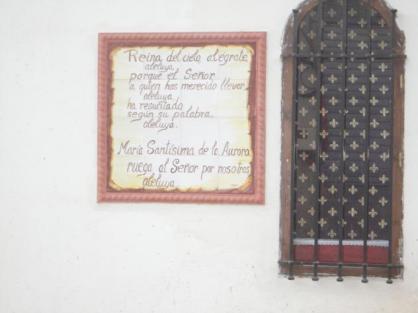 Reina del cielo alégrate
aleluya,
porque el Señor
a quien has merecido llevar,
aleluya.
ha resucitado
según su palabra.
aleluya.
María Santísima de la Aurora
ruega al Señor por nosotros
aleluya.